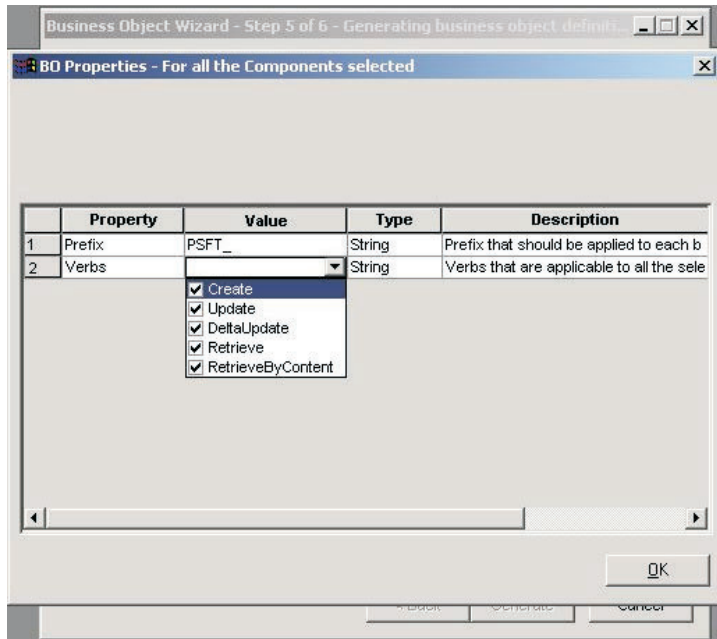 Business Object Wizard - Step 5 of 6 - Generating business object definiti...
BO Properties - For all the Components selected
Property Value Type Description
1 Prefix PSFT_ String Prefix that should be applied to each b
2 Verbs String Verbs that are applicable to all the sele
Create
Update
DeltaUpdate
Retrieve
RetrieveByContent
OK
< Back Generate Cancel